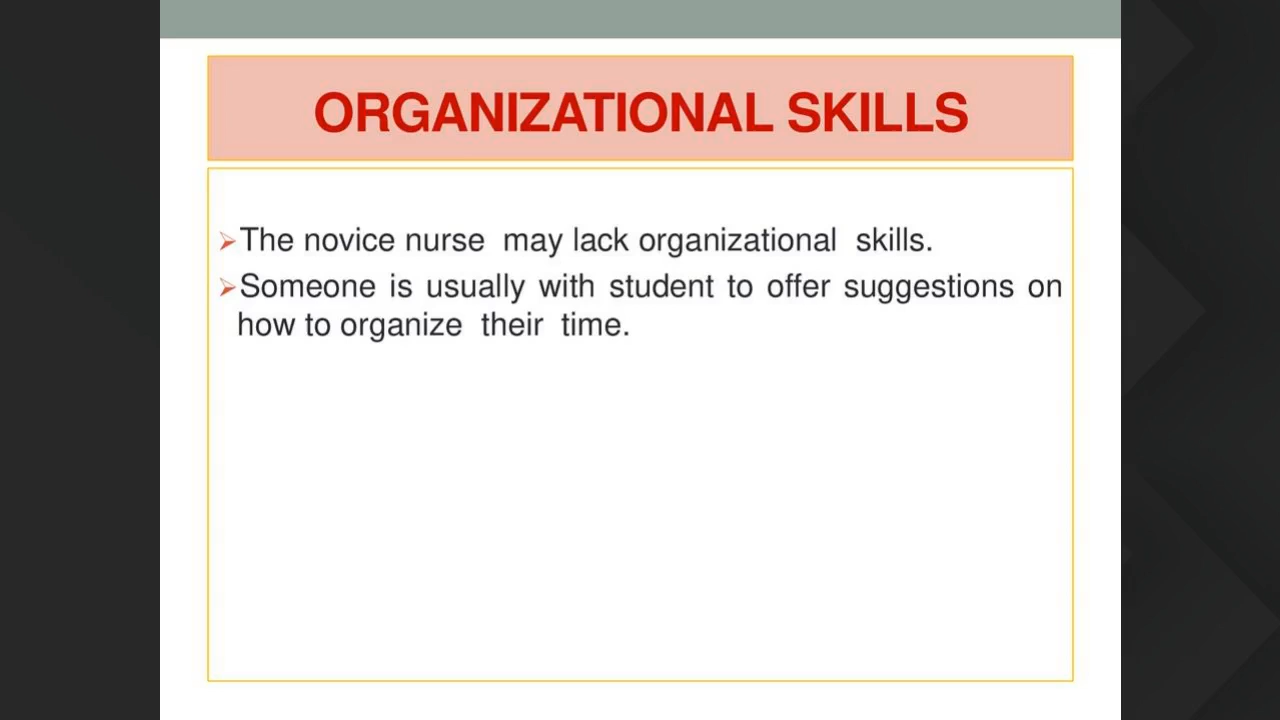 ORGANIZATIONAL SKILLS
➢The novice nurse may lack organizational skills.
➢Someone is usually with student to offer suggestions on
how to organize their time.